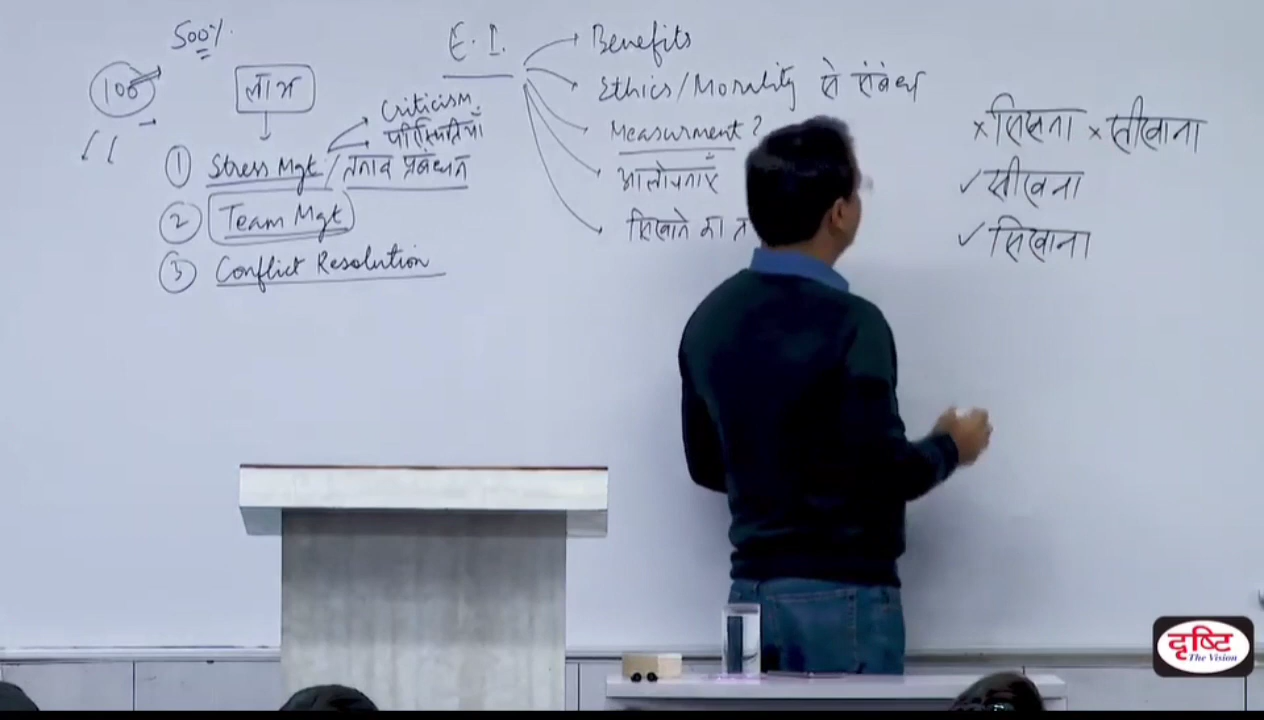 500%
100
लाभ
E. I.
Benefits
Ethics/Morality से संबंध
Measurment?
आलोचनाएँ
सिखाने का
Criticism
परिस्थितियाँ
① Stress Mgt / तनाव प्रबंधन
② Team Mgt
③ Conflict Resolution
× सिखना × सीखाना
✓ सीखना
✓ सिखाना
दृष्टि
The Vision